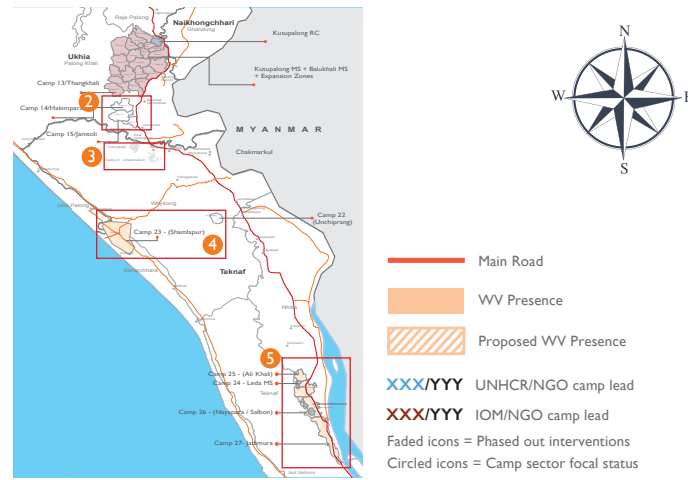 Raja Palong
Naikhongchhari
Ghandung
Kutupalong RC
Ukhia
Palong Khali
Kutupalong MS + Balukhali MS
+ Expansion Zones
Camp 13/Thangkhali
2
Camp 14/Hakimpara
MYANMAR
Camp 15/Jamtoli
3
Chakmarkul
Whykong
Jalia Palong
Camp 22
(Unchiprang)
Camp 23 - (Shamlapur)
4
Baharchhara
Teknaf
Nhila
5
Camp 25 - (Ali Khali)
Camp 24 - Leda MS
Teknaf
Camp 26 - (Nayapara / Salbon)
Camp 27- Jadimura
N
W
E
S
Main Road
WV Presence
Proposed WV Presence
XXX/YYY UNHCR/NGO camp lead
XXX/YYY IOM/NGO camp lead
Faded icons = Phased out interventions
Circled icons = Camp sector focal status